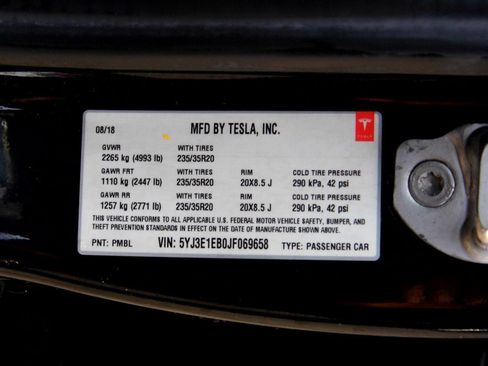 08/18 MFD BY TESLA, INC.
GVWR WITH TIRES
2265 kg (4993 lb) 235/35R20
GAWR FRT WITH TIRES RIM COLD TIRE PRESSURE
1110 kg (2447 lb) 235/35R20 20X8.5 J 290 kPa, 42 psi
GAWR RR WITH TIRES RIM COLD TIRE PRESSURE
1257 kg (2771 lb) 235/35R20 20X8.5 J 290 kPa, 42 psi
THIS VEHICLE CONFORMS TO ALL APPLICABLE U.S. FEDERAL MOTOR VEHICLE SAFETY, BUMPER, AND
THEFT PREVENTION STANDARDS IN EFFECT ON THE DATE OF MANUFACTURE SHOWN ABOVE.
PNT: PMBL VIN: 5YJ3E1EB0JF069658 TYPE: PASSENGER CAR